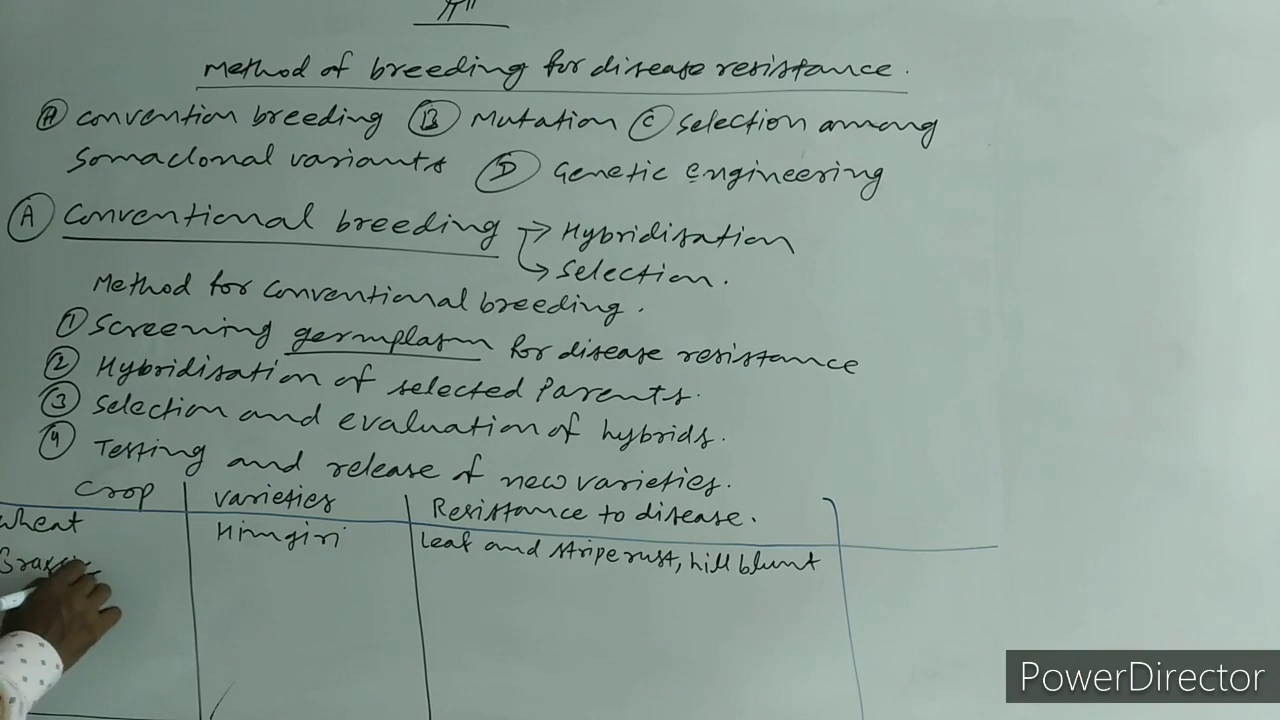 Method of breeding for disease resistance.
Ⓐ Convention breeding Ⓑ Mutation Ⓒ Selection among
Somaclonal variants Ⓓ Genetic engineering
Ⓐ Conventional breeding → Hybridisation
→ Selection.
Method for conventional breeding.
① Screening germplasm for disease resistance
② Hybridisation of selected Parents.
③ Selection and evaluation of hybrids.
④ Testing and release of new varieties.
Crop varieties Resistance to disease.
Wheat Himgiri Leaf and stripe rust, hill blunt
PowerDirector